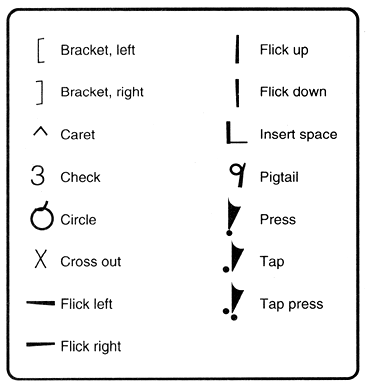 Bracket, left
Bracket, right
Caret
Check
Circle
Cross out
Flick left
Flick right
Flick up
Flick down
Insert space
Pigtail
Press
Tap
Tap press